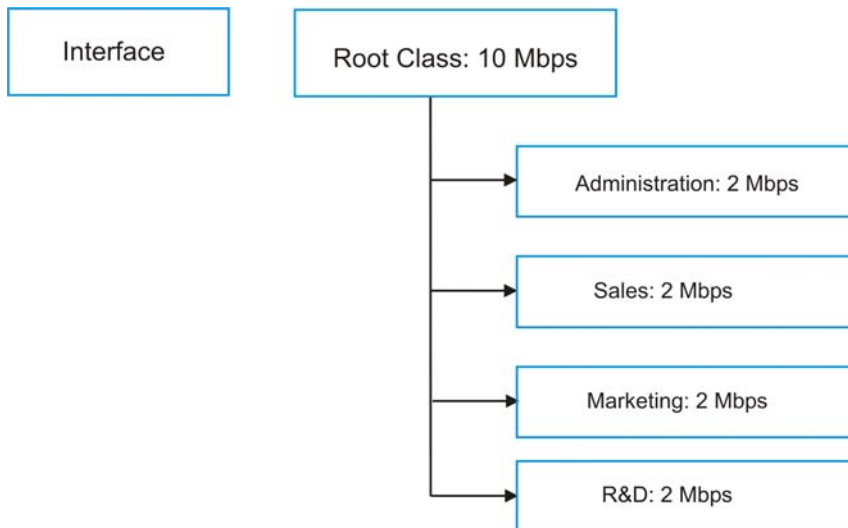 Interface
Root Class: 10 Mbps
Administration: 2 Mbps
Sales: 2 Mbps
Marketing: 2 Mbps
R&D: 2 Mbps